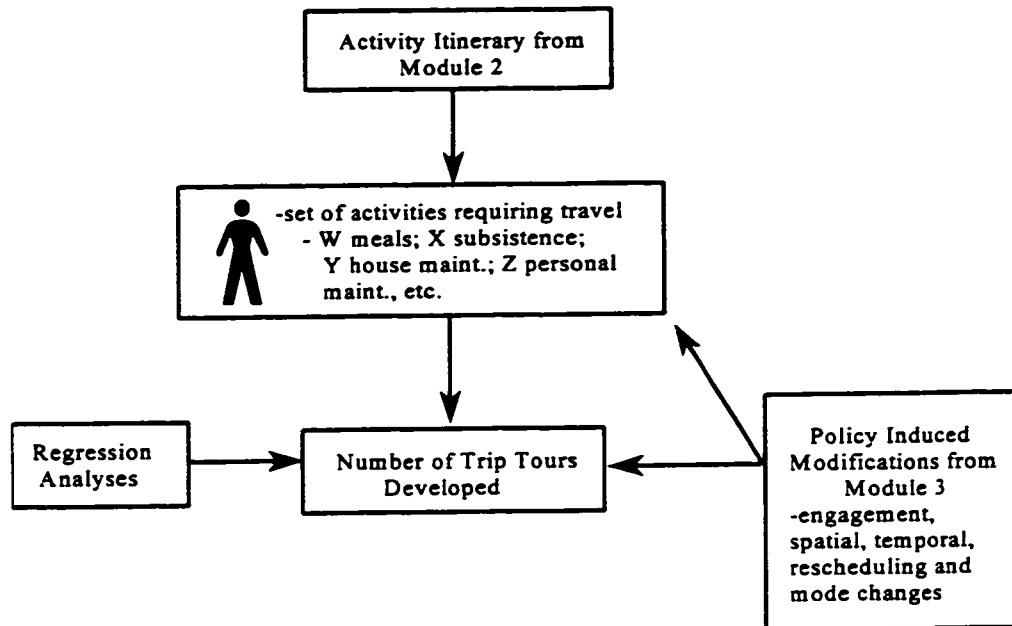 Activity Itinerary from
Module 2
-set of activities requiring travel
- W meals; X subsistence;
Y house maint.; Z personal
maint., etc.
Regression
Analyses
Number of Trip Tours
Developed
Policy Induced
Modifications from
Module 3
-engagement,
spatial, temporal,
rescheduling and
mode changes